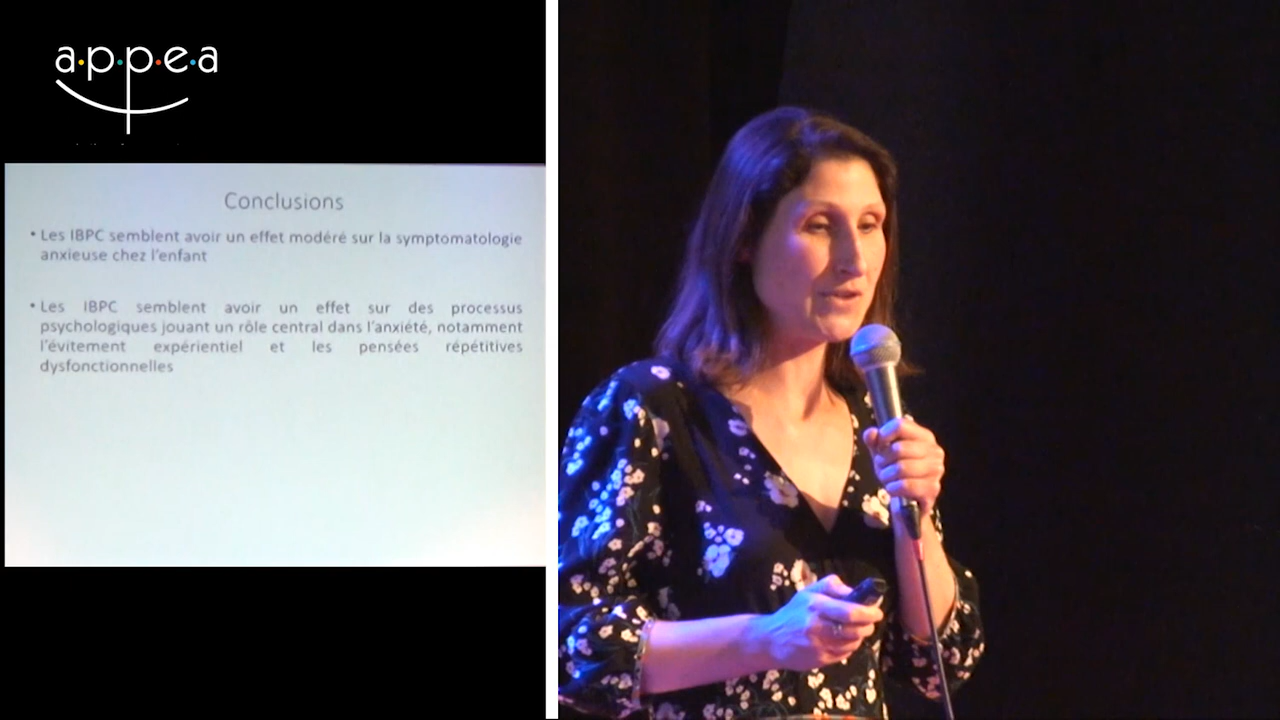 a·p·p·e·a
Conclusions
• Les IBPC semblent avoir un effet modéré sur la symptomatologie
anxieuse chez l'enfant
• Les IBPC semblent avoir un effet sur des processus
psychologiques jouant un rôle central dans l'anxiété, notamment
l'évitement expérientiel et les pensées répétitives
dysfonctionnelles